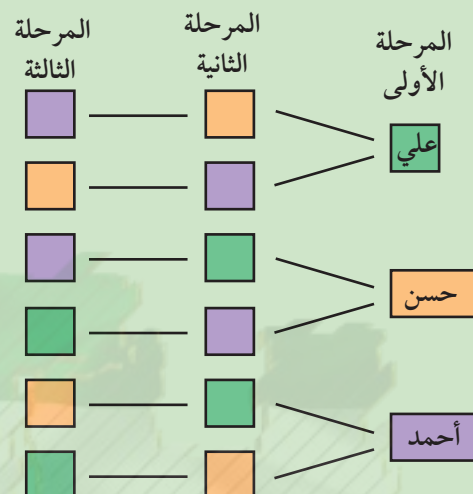 المرحلة
الأولى
المرحلة
الثانية
المرحلة
الثالثة
علي
حسن
أحمد